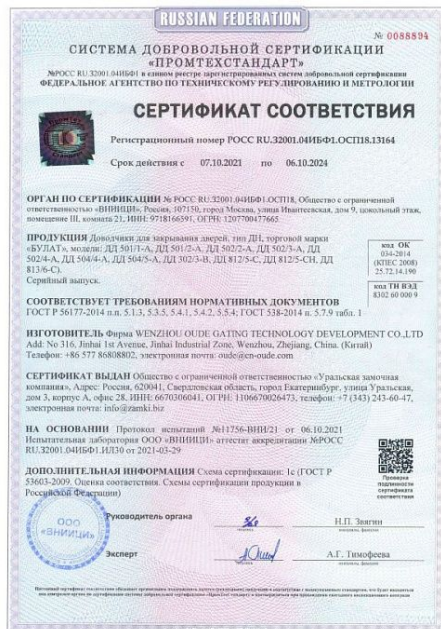 RUSSIAN FEDERATION
№ 0088894
СИСТЕМА ДОБРОВОЛЬНОЙ СЕРТИФИКАЦИИ
«ПРОМТЕХСТАНДАРТ»
№РОСС RU.32001.04ИБФ1 в едином реестре зарегистрированных систем добровольной сертификации
ФЕДЕРАЛЬНОЕ АГЕНТСТВО ПО ТЕХНИЧЕСКОМУ РЕГУЛИРОВАНИЮ И МЕТРОЛОГИИ
СЕРТИФИКАТ СООТВЕТСТВИЯ
Регистрационный номер РОСС RU.32001.04ИБФ1.ОСП18.13164
Срок действия с 07.10.2021 по 06.10.2024
ОРГАН ПО СЕРТИФИКАЦИИ № РОСС RU.32001.04ИБФ1.ОСП18, Общество с ограниченной
ответственностью «ВНИИЦИ», Россия, 107150, город Москва, улица Ивантеевская, дом 9, цокольный этаж,
помещение III, комната 21, ИНН: 9718166591, ОГРН: 1207700477665
ПРОДУКЦИЯ Доводчики для закрывания дверей, тип ДН, торговой марки
«БУЛАТ», модели: ДД 501/1-А, ДД 501/2-А, ДД 502/2-А, ДД 502/3-А, ДД
502/4-А, ДД 504/4-А, ДД 504/5-А, ДД 302/3-В, ДД 812/5-С, ДД 812/5-СН, ДД
813/6-С).
Серийный выпуск.
код ОК
034-2014
(КПЕС 2008)
25.72.14.190
код ТН ВЭД
8302 60 000 9
СООТВЕТСТВУЕТ ТРЕБОВАНИЯМ НОРМАТИВНЫХ ДОКУМЕНТОВ
ГОСТ Р 56177-2014 п.п. 5.1.3, 5.3.5, 5.4.1, 5.4.2, 5.5.4; ГОСТ 538-2014 п. 5.7.9 табл. 1
ИЗГОТОВИТЕЛЬ Фирма WENZHOU OUDE GATING TECHNOLOGY DEVELOPMENT CO.,LTD
Add: No 316, Jinhai 1st Avenue, Jinhai Industrial Zone, Wenzhou, Zhejiang, China. (Китай)
Телефон: +86 577 86808802, электронная почта: oude@cn-oude.com
СЕРТИФИКАТ ВЫДАН Общество с ограниченной ответственностью «Уральская замочная
компания», Адрес: Россия, 620041, Свердловская область, город Екатеринбург, улица Уральская,
дом 3, корпус А, офис 28, ИНН: 6670306041, ОГРН: 1106670026473, телефон: +7 (343) 243-60-47,
электронная почта: info@zamki.biz
НА ОСНОВАНИИ Протокол испытаний №11756-ВНИ/21 от 06.10.2021
Испытательная лаборатория ООО «ВНИИЦИ» аттестат аккредитации №РОСС
RU.32001.04ИБФ1.ИЛ30 от 2021-03-29
ДОПОЛНИТЕЛЬНАЯ ИНФОРМАЦИЯ Схема сертификации: 1с (ГОСТ Р
53603-2009. Оценка соответствия. Схемы сертификации продукции в
Российской Федерации)
Проверка
подлинности
сертификата
соответствия
Руководитель органа
Н.П. Звягин
ООО
«ВНИИЦИ»
Эксперт
А.Г. Тимофеева